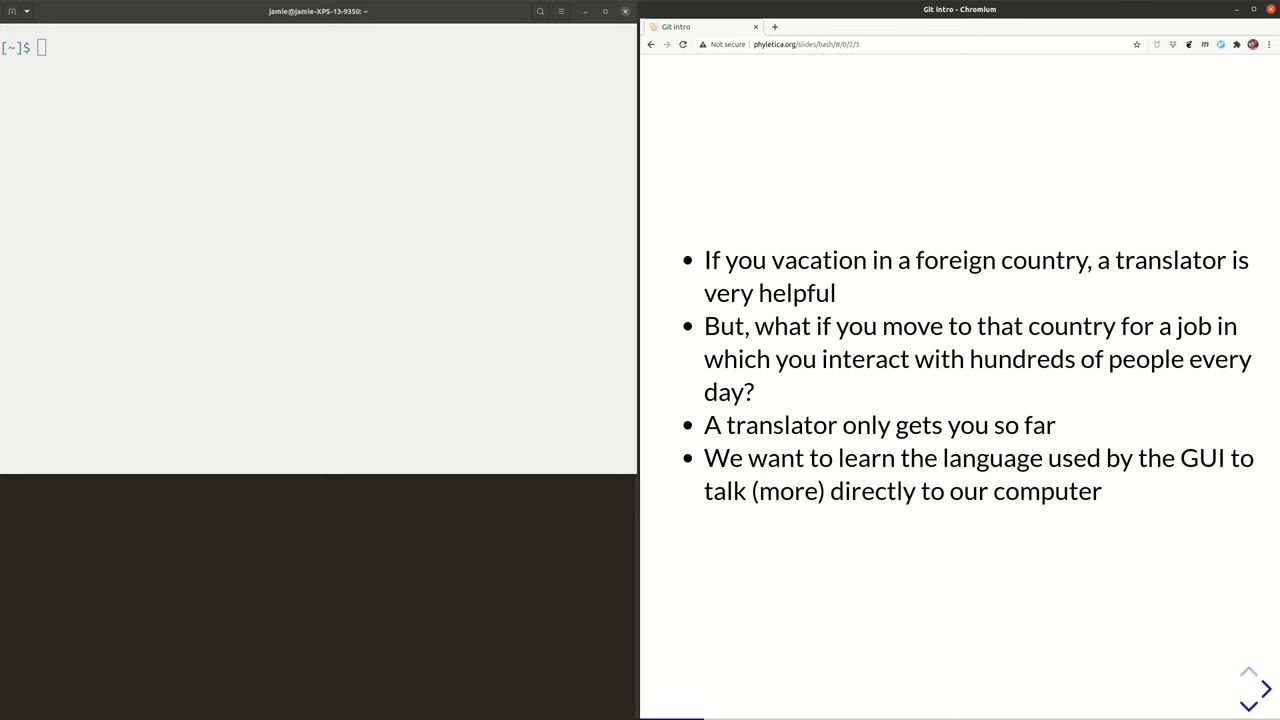 jamie@jamie-XPS-13-9350: ~
[~]$
Git intro - Chromium
Git intro
Not secure
phyletica.org/slides/bash/#/0/2/3
If you vacation in a foreign country, a translator is
very helpful
But, what if you move to that country for a job in
which you interact with hundreds of people every
day?
A translator only gets you so far
We want to learn the language used by the GUI to
talk (more) directly to our computer